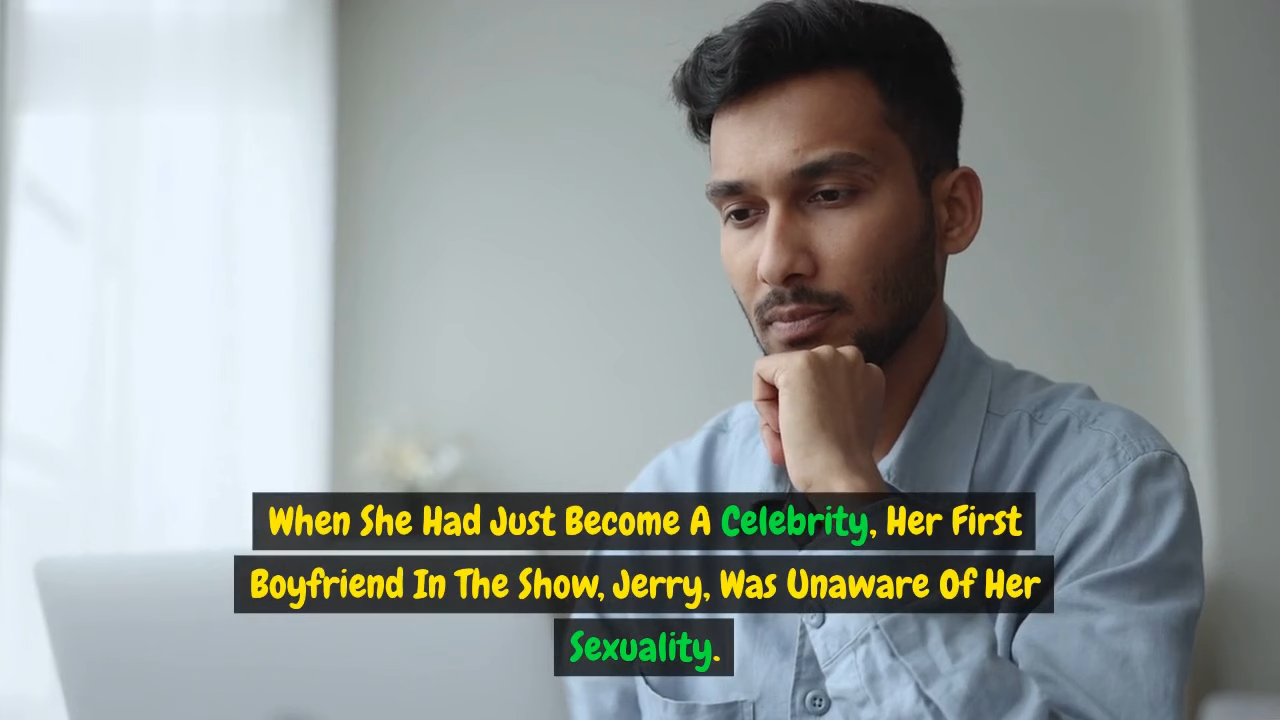 When She Had Just Become A Celebrity, Her First
Boyfriend In The Show, Jerry, Was Unaware Of Her
Sexuality.